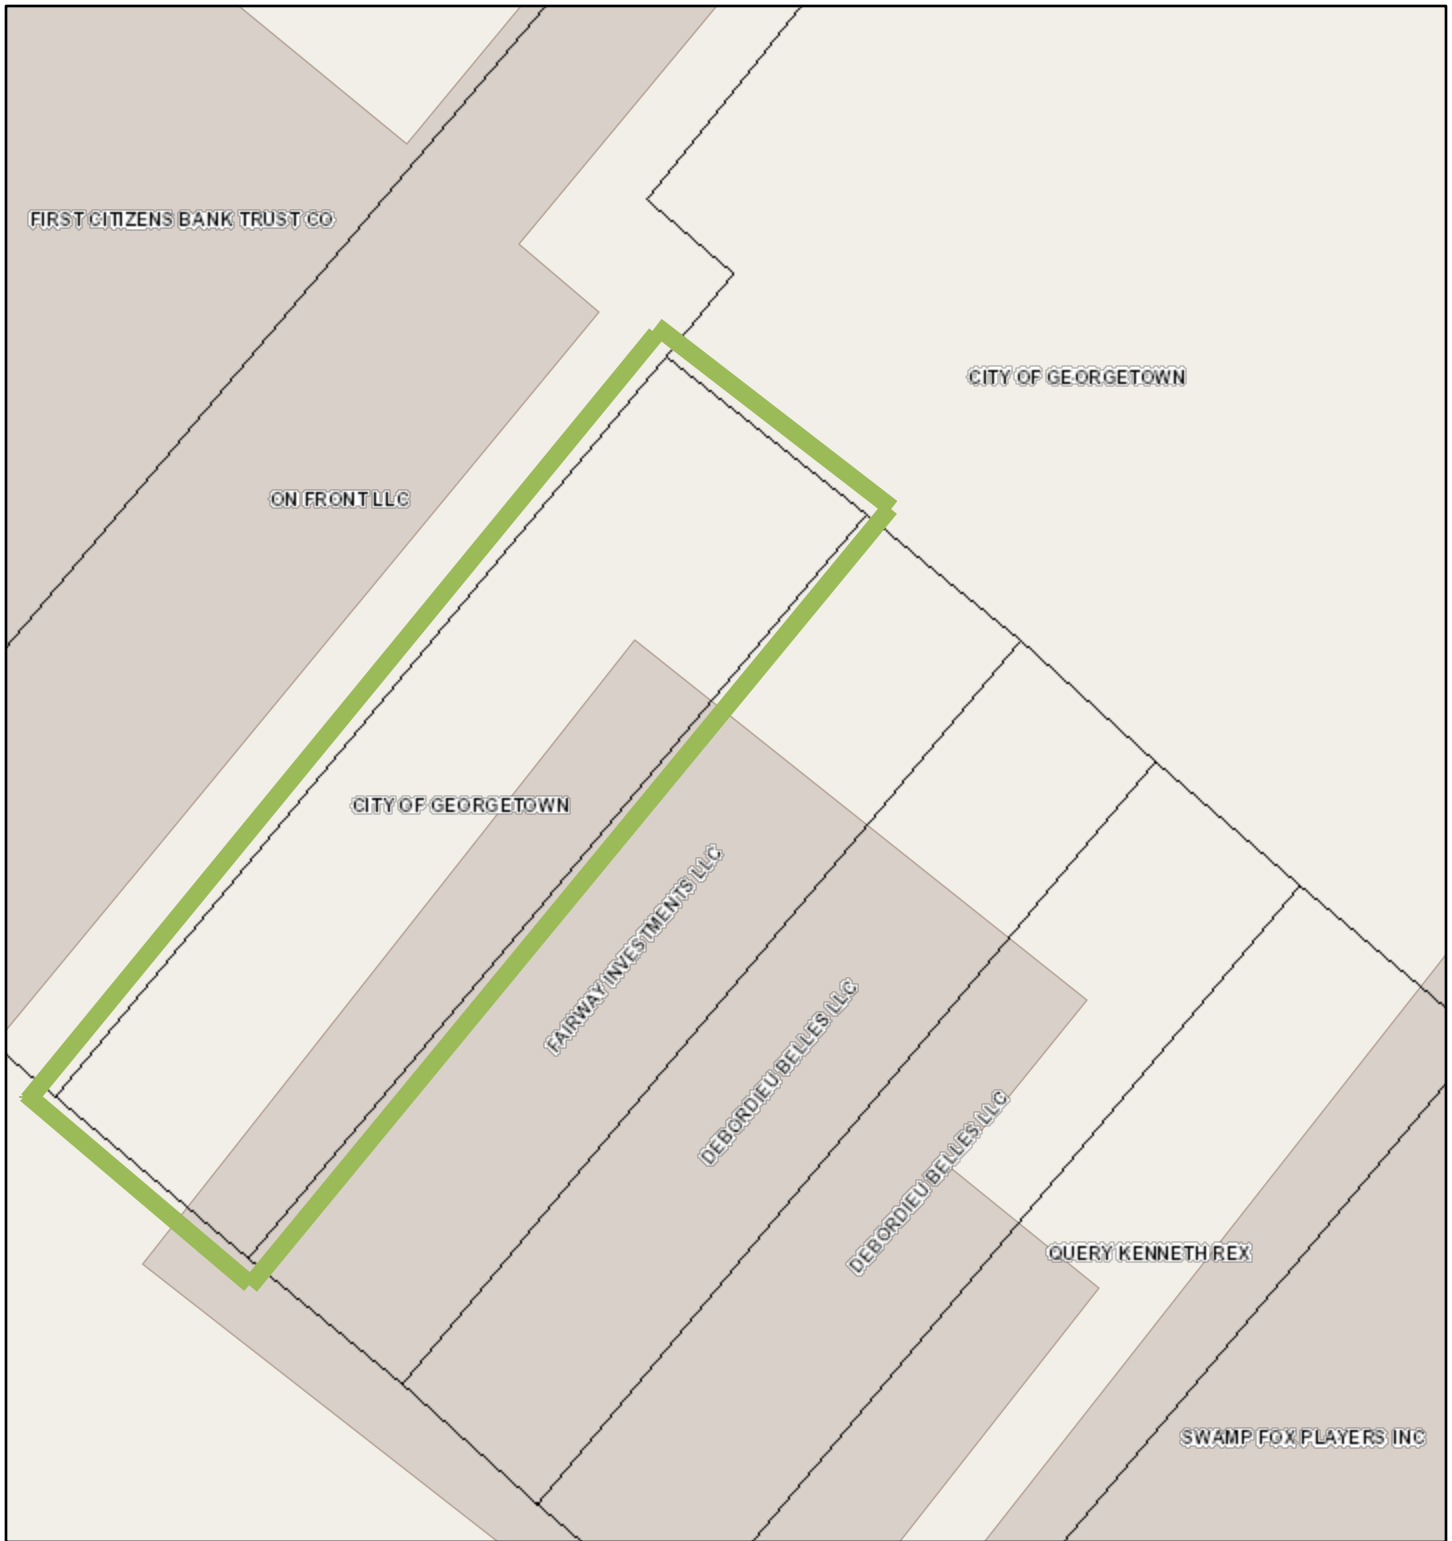 FIRST CITIZENS BANK TRUST CO
CITY OF GEORGETOWN
ON FRONT LLC
CITY OF GEORGETOWN
FAIRWAY INVESTMENTS LLC
DEBORDIEU BELLES LLC
DEBORDIEU BELLES LLC
QUERY KENNETH REX
SWAMP FOX PLAYERS INC